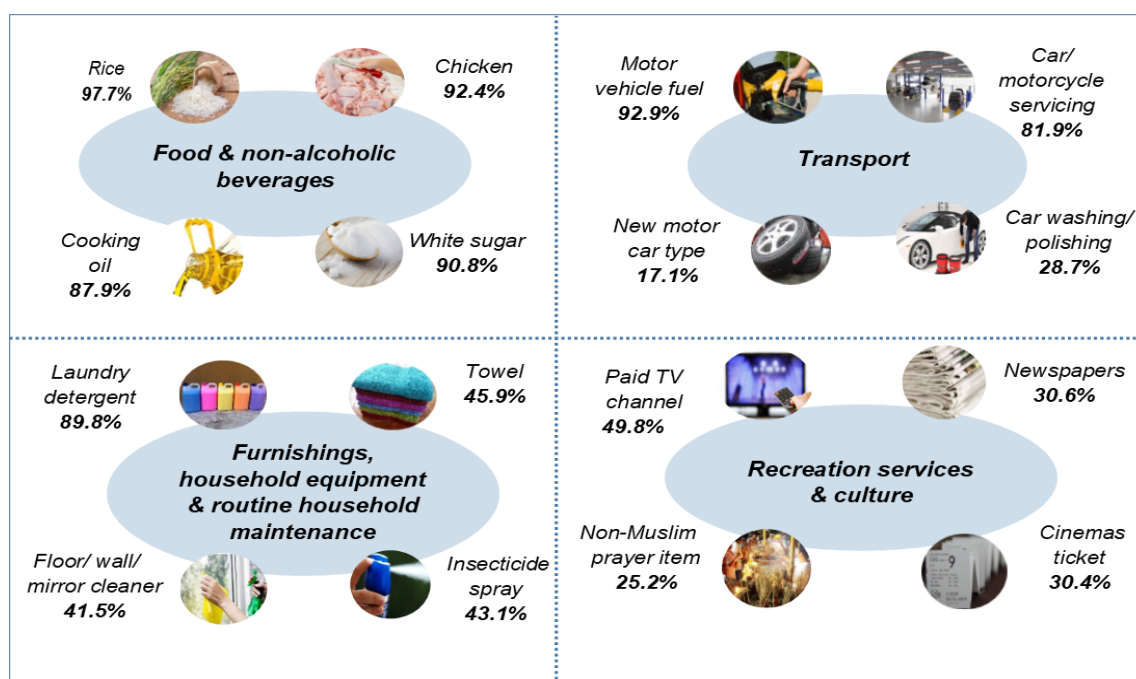 Rice
97.7%
Chicken
92.4%
Food & non-alcoholic
beverages
Cooking
oil
87.9%
White sugar
90.8%
Motor
vehicle fuel
92.9%
Car/
motorcycle
servicing
81.9%
Transport
New motor
car type
17.1%
Car washing/
polishing
28.7%
Laundry
detergent
89.8%
Towel
45.9%
Furnishings,
household equipment
& routine household
maintenance
Floor/ wall/
mirror cleaner
41.5%
Insecticide
spray
43.1%
Paid TV
channel
49.8%
Newspapers
30.6%
Recreation services
& culture
Non-Muslim
prayer item
25.2%
9
Cinemas
ticket
30.4%